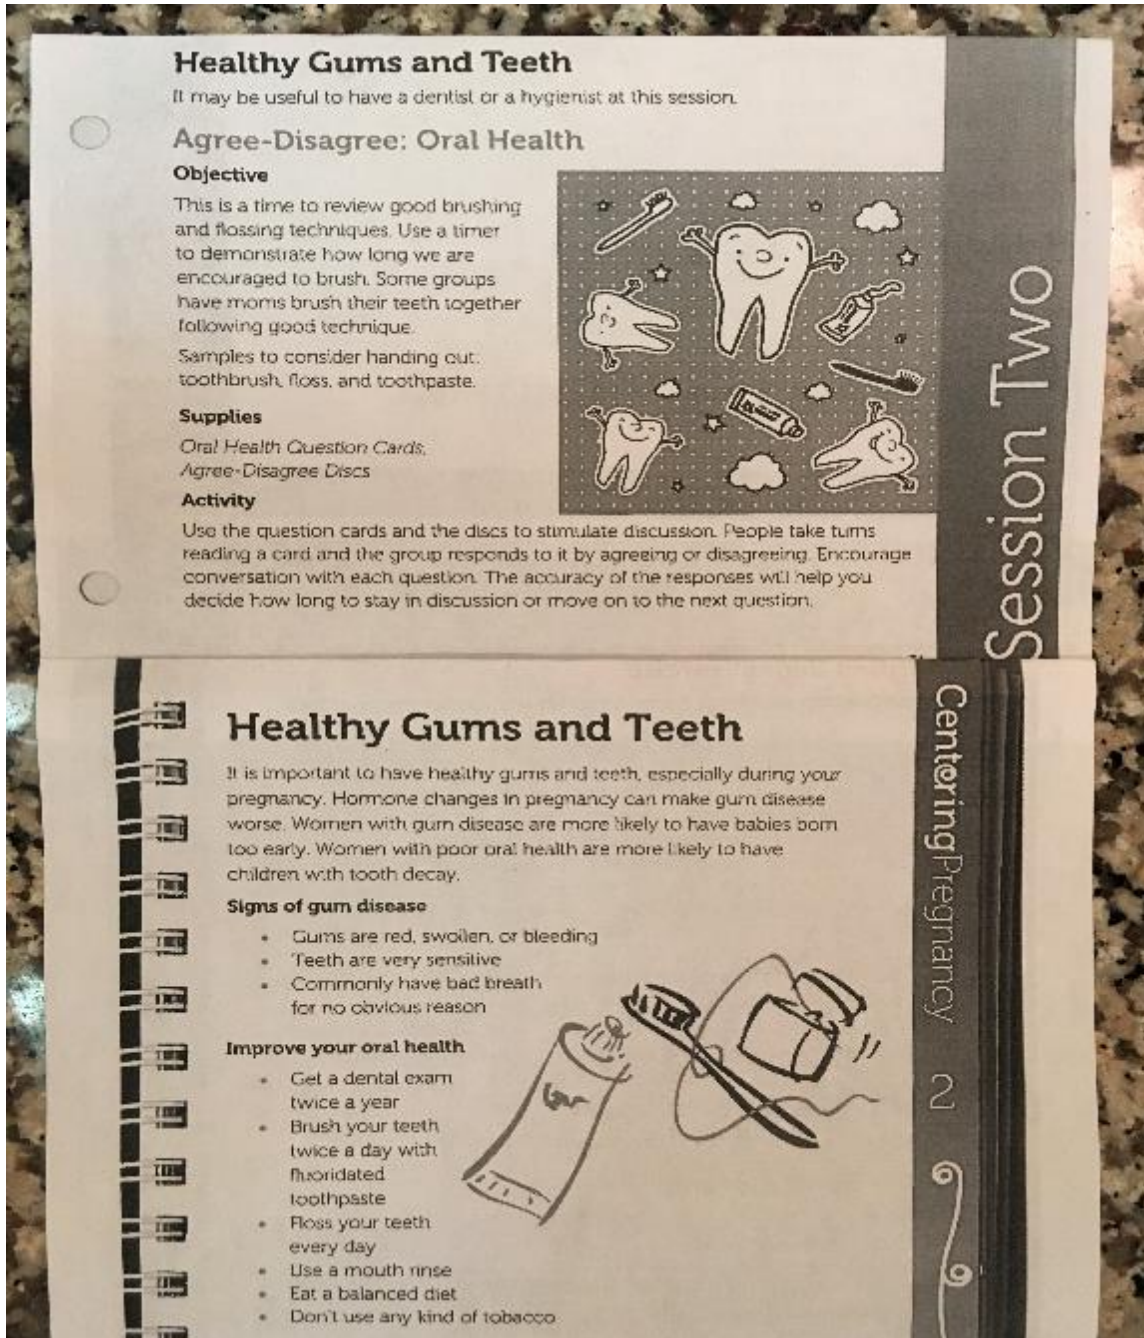 Healthy Gums and Teeth
It may be useful to have a dentist or a hygienist at this session.
Agree-Disagree: Oral Health
Objective
This is a time to review good brushing
and flossing techniques. Use a timer
to demonstrate how long we are
encouraged to brush. Some groups
have moms brush their teeth together
following good technique.
Samples to consider handing out:
toothbrush, floss, and toothpaste.
Supplies
Oral Health Question Cards,
Agree-Disagree Discs
Activity
Use the question cards and the discs to stimulate discussion. People take turns
reading a card and the group responds to it by agreeing or disagreeing. Encourage
conversation with each question. The accuracy of the responses will help you
decide how long to stay in discussion or move on to the next question.
Session Two
Healthy Gums and Teeth
It is important to have healthy gums and teeth, especially during your
pregnancy. Hormone changes in pregnancy can make gum disease
worse. Women with gum disease are more likely to have babies born
too early. Women with poor oral health are more likely to have
children with tooth decay.
Signs of gum disease
• Gums are red, swollen, or bleeding
• Teeth are very sensitive
• Commonly have bad breath
for no obvious reason
Improve your oral health
• Get a dental exam
twice a year
• Brush your teeth
twice a day with
fluoridated
toothpaste
• Floss your teeth
every day
• Use a mouth rinse
• Eat a balanced diet
• Don't use any kind of tobacco
CenteringPregnancy 2